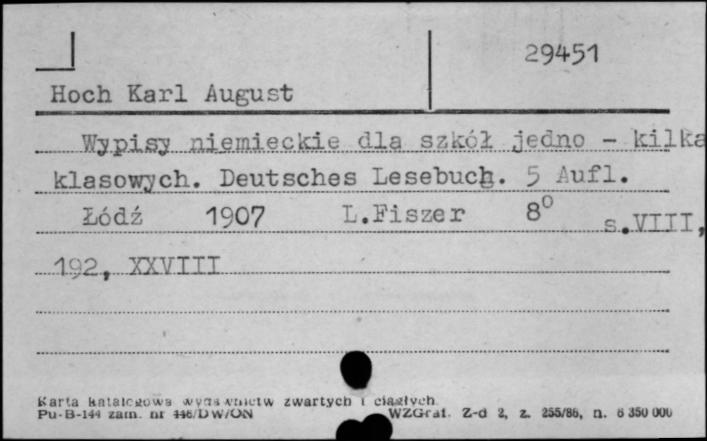 29451
Hoch Karl August
Wypisy niemieckie dla szkół jedno - kilka
klasowych. Deutsches Lesebuch. 5 Aufl.
Łódź 1907 L.Fiszer 8° s.VIII,
192, XXVIII
Karta katalogowa wydawnictw zwartych i ciągłych
Pu-B-144 zam. nr 446/DW/ON WZGraf. Z-d 2, z. 255/86, n. 6 350 000